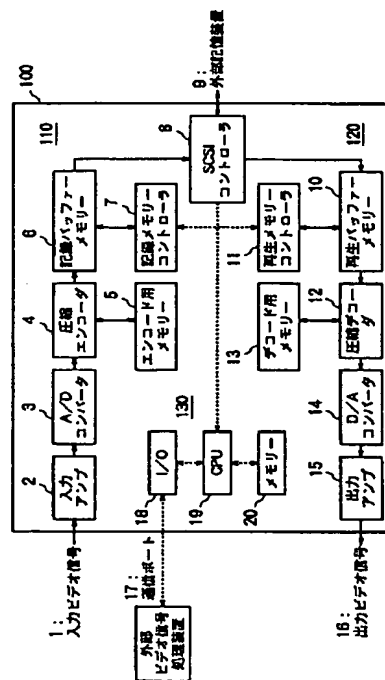 100
110
1:
入力ビデオ信号
2
入力
アンプ
3
A/D
コンバータ
4
圧縮
エンコーダ
6
記録バッファー
メモリー
5
エンコード用
メモリー
7
記録メモリー
コントローラ
8
SCSI
コントローラ
9:
外部記憶装置
17:
通信ポート
外部
ビデオ信号
処理装置
130
18
I/O
19
CPU
20
メモリー
13
デコード用
メモリー
11
再生メモリー
コントローラ
120
16:
出力ビデオ信号
15
出力
アンプ
14
D/A
コンバータ
12
圧縮デコー
ダ
10
再生バッファー
メモリー